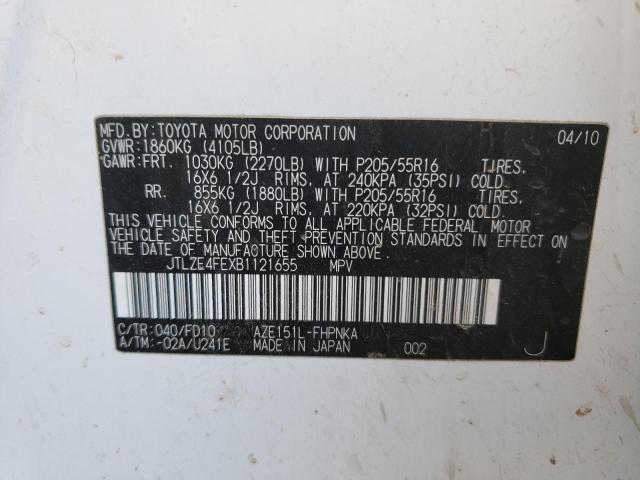 MFD.BY:TOYOTA MOTOR CORPORATION 04/10
GVWR:1860KG (4105LB)
GAWR:FRT. 1030KG (2270LB) WITH P205/55R16 TIRES,
16X6 1/2J RIMS, AT 240KPA (35PSI) COLD.
RR. 855KG (1880LB) WITH P205/55R16 TIRES,
16X6 1/2J RIMS, AT 220KPA (32PSI) COLD.
THIS VEHICLE CONFORMS TO ALL APPLICABLE FEDERAL MOTOR
VEHICLE SAFETY AND THEFT PREVENTION STANDARDS IN EFFECT ON
THE DATE OF MANUFACTURE SHOWN ABOVE.
JTLZE4FEXB1121655 MPV
C/TR:040/FD10 AZE151L-FHPNKA
A/TM:-02A/U241E MADE IN JAPAN 002 J